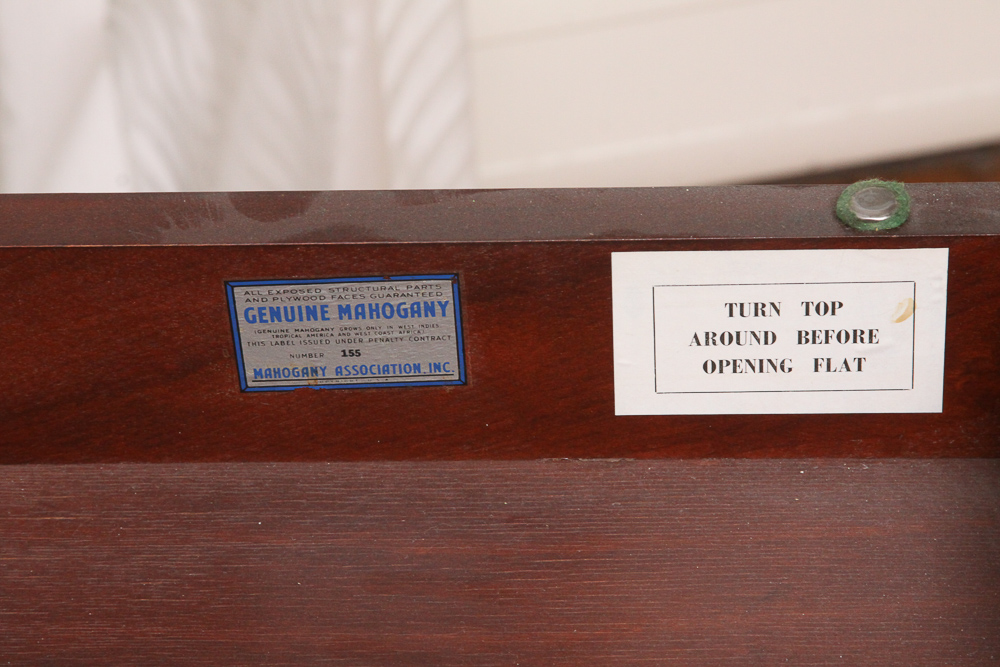 ALL EXPOSED STRUCTURAL PARTS
AND PLYWOOD FACES GUARANTEED
GENUINE MAHOGANY
(GENUINE MAHOGANY GROWS ONLY IN WEST INDIES,
TROPICAL AMERICA AND WEST COAST AFRICA)
THIS LABEL ISSUED UNDER PENALTY CONTRACT
NUMBER 155
MAHOGANY ASSOCIATION, INC.
TURN TOP
AROUND BEFORE
OPENING FLAT